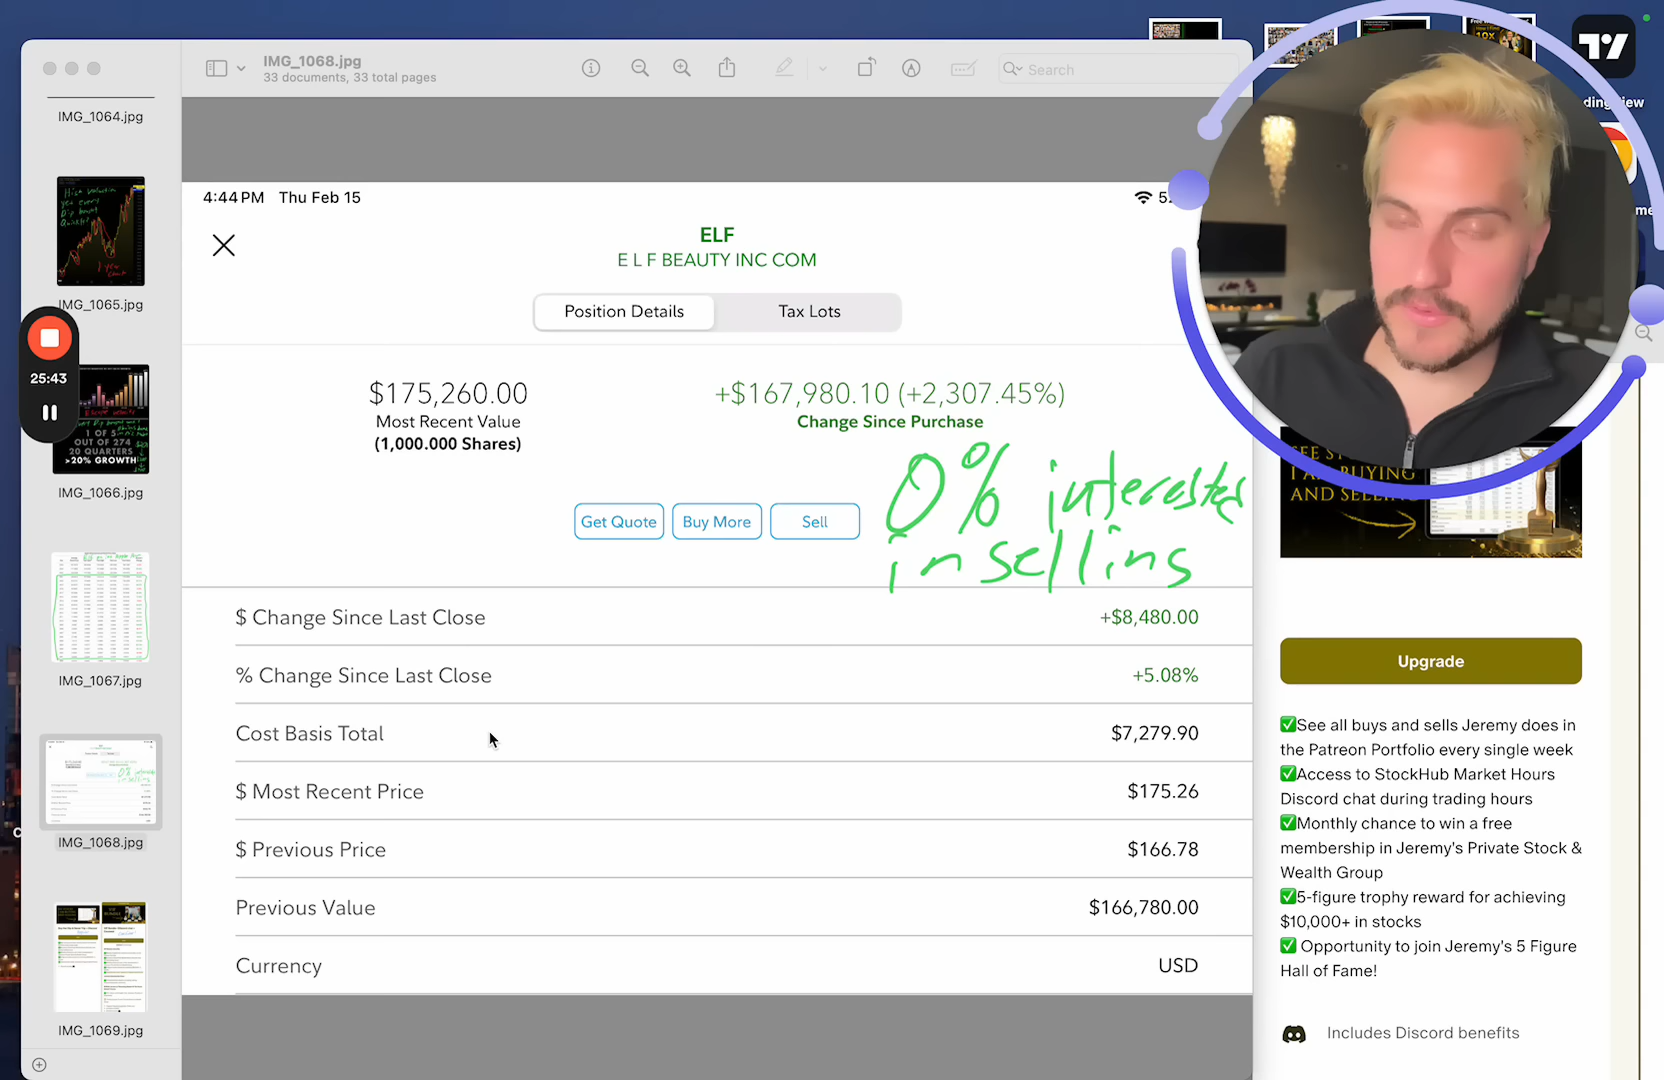 IMG_1068.jpg
33 documents, 33 total pages
Search
IMG_1064.jpg
IMG_1065.jpg
25:43
1 OF 5
OUT OF 274
20 QUARTERS
>20% GROWTH
IMG_1066.jpg
IMG_1067.jpg
IMG_1068.jpg
IMG_1069.jpg
4:44 PM Thu Feb 15
ELF
E L F BEAUTY INC COM
Position Details
Tax Lots
$175,260.00
Most Recent Value
(1,000.000 Shares)
+$167,980.10 (+2,307.45%)
Change Since Purchase
Get Quote
Buy More
Sell
0% interested
in selling
$ Change Since Last Close +$8,480.00
% Change Since Last Close +5.08%
Cost Basis Total $7,279.90
$ Most Recent Price $175.26
$ Previous Price $166.78
Previous Value $166,780.00
Currency USD
I AM BUYING
AND SELLING
Upgrade
✅See all buys and sells Jeremy does in
the Patreon Portfolio every single week
✅Access to StockHub Market Hours
Discord chat during trading hours
✅Monthly chance to win a free
membership in Jeremy's Private Stock &
Wealth Group
✅5-figure trophy reward for achieving
$10,000+ in stocks
✅ Opportunity to join Jeremy's 5 Figure
Hall of Fame!
Includes Discord benefits